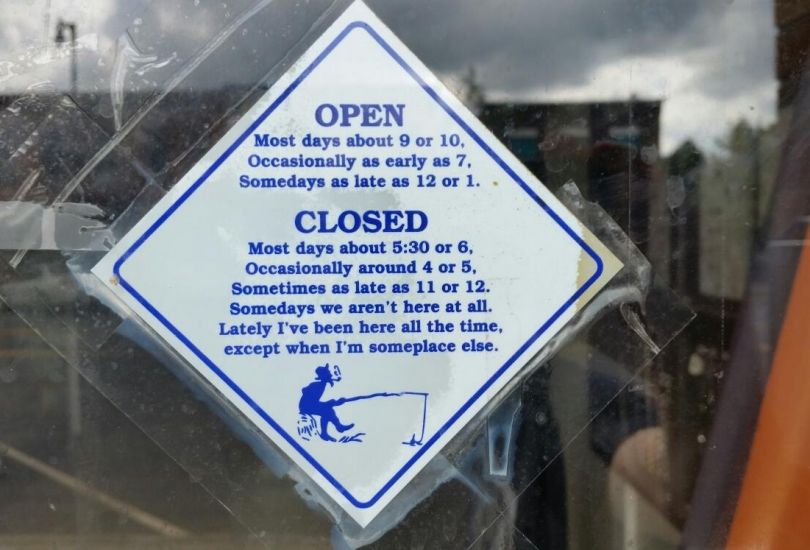 OPEN
Most days about 9 or 10,
Occasionally as early as 7,
Somedays as late as 12 or 1.
CLOSED
Most days about 5:30 or 6,
Occasionally around 4 or 5,
Sometimes as late as 11 or 12.
Somedays we aren't here at all.
Lately I've been here all the time,
except when I'm someplace else.